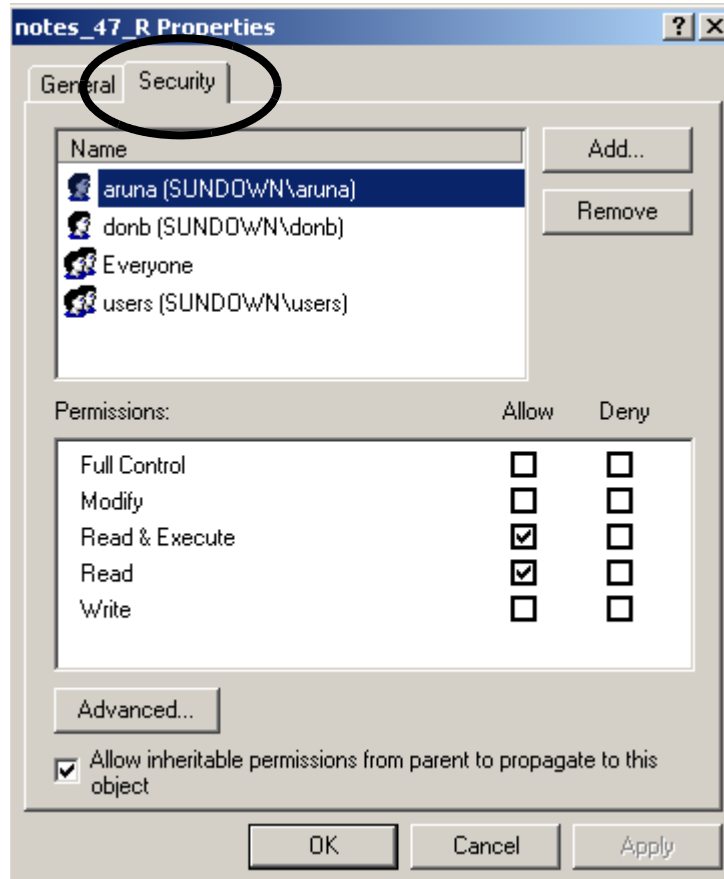 notes_47_R Properties
General Security
Name
aruna (SUNDOWN\aruna)
donb (SUNDOWN\donb)
Everyone
users (SUNDOWN\users)
Add...
Remove
Permissions: Allow Deny
Full Control
Modify
Read & Execute
Read
Write
Advanced...
Allow inheritable permissions from parent to propagate to this
object
OK Cancel Apply